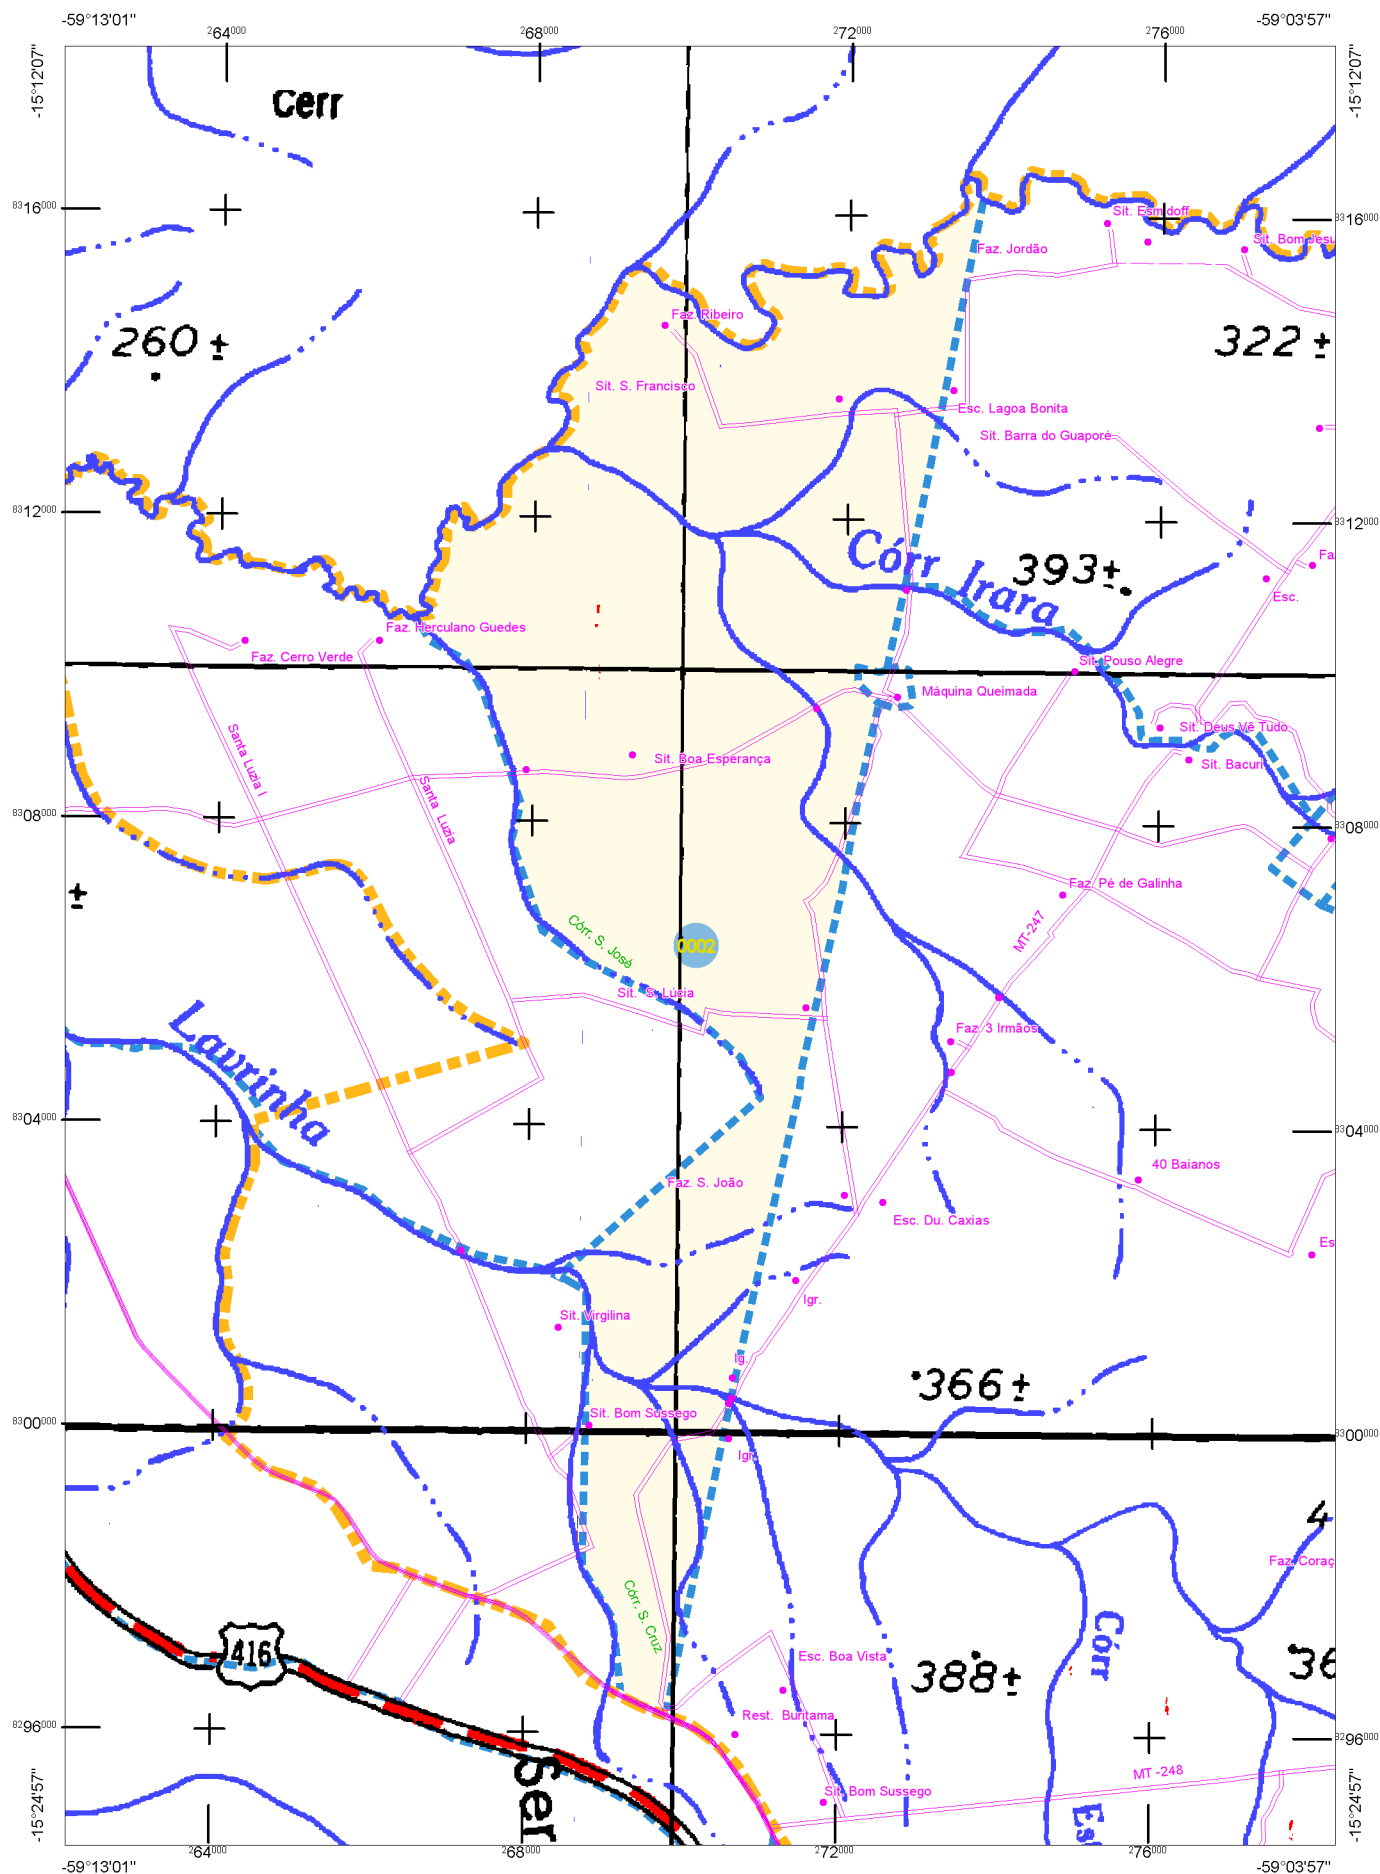 -59°13'01"
-59°03'57"
264000
268000
272000
276000
-15°12'07"
-15°12'07"
Cerr
8316000
8316000
Sit. Esmidoff
Faz. Jordão
Sit. Bom Jesu
Faz. Ribeiro
260 ±
322 ±
Sit. S. Francisco
Esc. Lagoa Bonita
Sit. Barra do Guaporé
8312000
8312000
Córr Irara
393±
Fa
Esc.
Faz. Herculano Guedes
Faz. Cerro Verde
Sit. Pouso Alegre
Máquina Queimada
Santa Luzia I
Sit. Deus Vê Tudo
Sit. Boa Esperança
Sit. Bacuri
Santa Luzia
8308000
8308000
±
Faz. Pé de Galinha
Córr. S. José
0002
MT-247
Sit. S. Lúcia
Laurinha
Faz. 3 Irmãos
8304000
8304000
40 Baianos
Faz. S. João
Esc. Du. Caxias
Es
Igr.
Sit. Virgilina
Ig.
366±
Sit. Bom Sussego
8300000
8300000
Igr.
4
Faz. Coraç
Córr. S. Cruz
Córr
416
Esc. Boa Vista
388±
36
Rest. Buritama
8296000
8296000
Ser
MT -248
Sit. Bom Sussego
Es
-15°24'57"
-15°24'57"
264000
268000
272000
276000
-59°13'01"
-59°03'57"